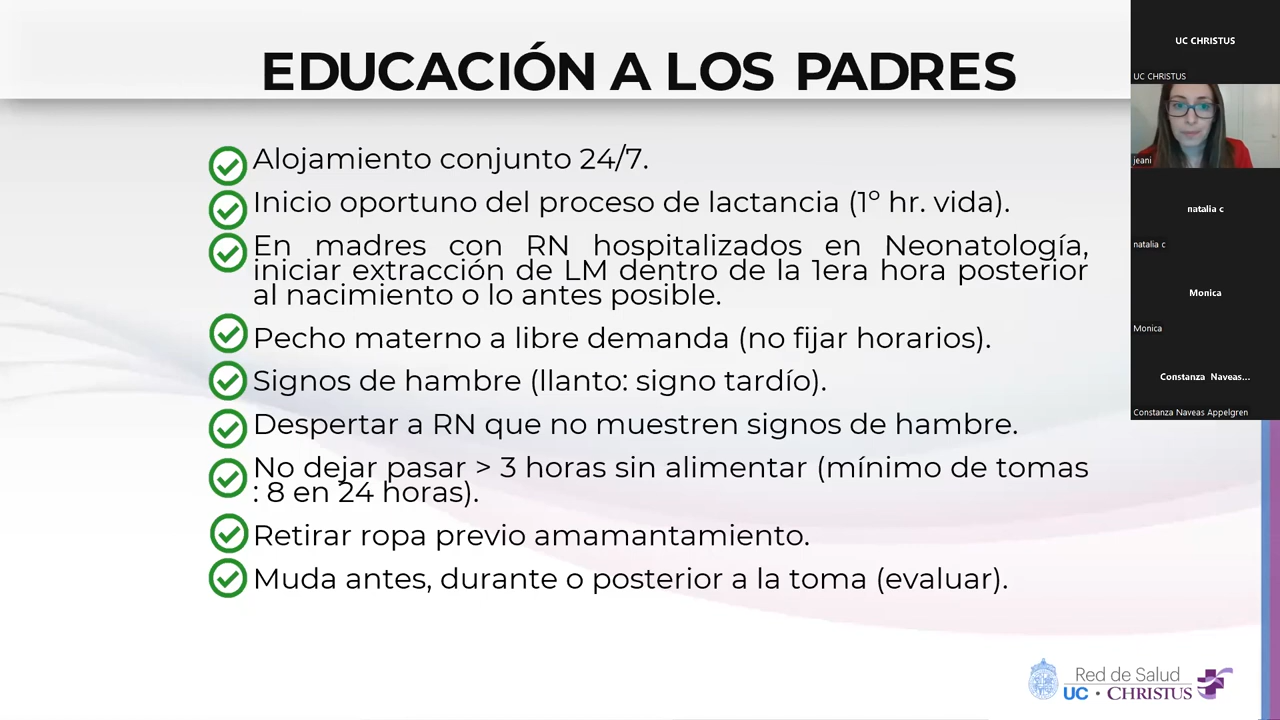 EDUCACIÓN A LOS PADRES
Alojamiento conjunto 24/7.
Inicio oportuno del proceso de lactancia (1º hr. vida).
En madres con RN hospitalizados en Neonatología,
iniciar extracción de LM dentro de la 1era hora posterior
al nacimiento o lo antes posible.
Pecho materno a libre demanda (no fijar horarios).
Signos de hambre (llanto: signo tardío).
Despertar a RN que no muestren signos de hambre.
No dejar pasar > 3 horas sin alimentar (mínimo de tomas
: 8 en 24 horas).
Retirar ropa previo amamantamiento.
Muda antes, durante o posterior a la toma (evaluar).
UC CHRISTUS
UC CHRISTUS
jeani
natalia c
natalia c
Monica
Monica
Constanza Naveas...
Constanza Naveas Appelgren
Red de Salud
UC · CHRISTUS